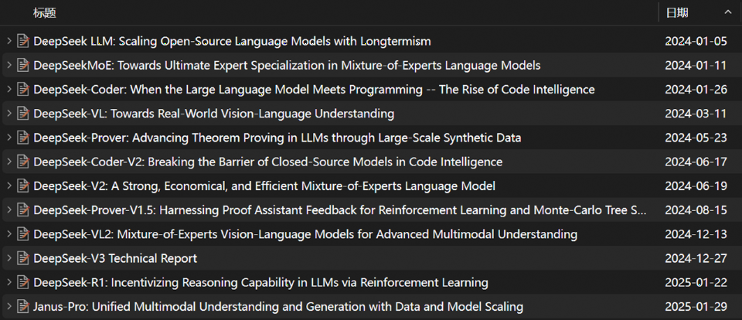 标题 日期
DeepSeek LLM: Scaling Open-Source Language Models with Longtermism 2024-01-05
DeepSeekMoE: Towards Ultimate Expert Specialization in Mixture-of-Experts Language Models 2024-01-11
DeepSeek-Coder: When the Large Language Model Meets Programming -- The Rise of Code Intelligence 2024-01-26
DeepSeek-VL: Towards Real-World Vision-Language Understanding 2024-03-11
DeepSeek-Prover: Advancing Theorem Proving in LLMs through Large-Scale Synthetic Data 2024-05-23
DeepSeek-Coder-V2: Breaking the Barrier of Closed-Source Models in Code Intelligence 2024-06-17
DeepSeek-V2: A Strong, Economical, and Efficient Mixture-of-Experts Language Model 2024-06-19
DeepSeek-Prover-V1.5: Harnessing Proof Assistant Feedback for Reinforcement Learning and Monte-Carlo Tree S... 2024-08-15
DeepSeek-VL2: Mixture-of-Experts Vision-Language Models for Advanced Multimodal Understanding 2024-12-13
DeepSeek-V3 Technical Report 2024-12-27
DeepSeek-R1: Incentivizing Reasoning Capability in LLMs via Reinforcement Learning 2025-01-22
Janus-Pro: Unified Multimodal Understanding and Generation with Data and Model Scaling 2025-01-29